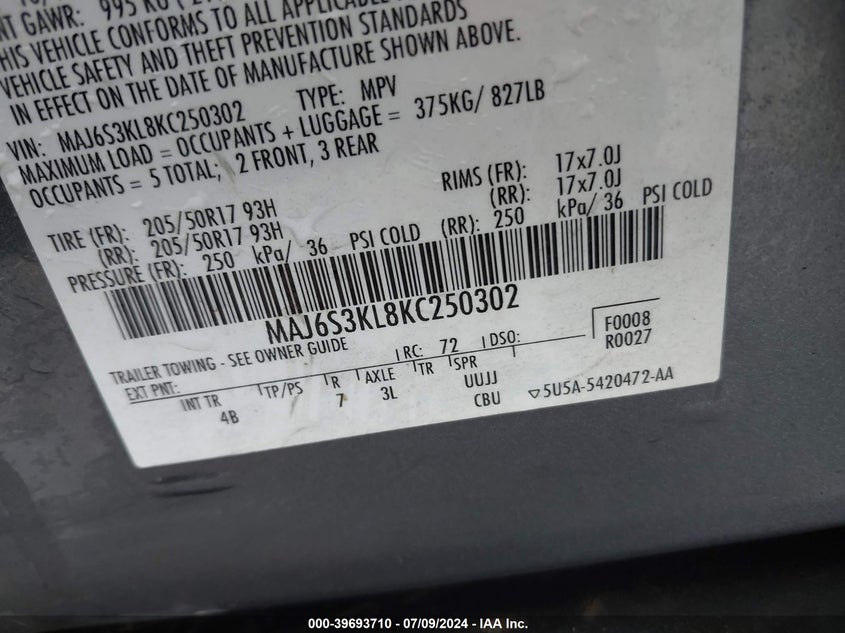 NT GAWR: 995 KG
THIS VEHICLE CONFORMS TO ALL APPLICABLE
VEHICLE SAFETY AND THEFT PREVENTION STANDARDS
IN EFFECT ON THE DATE OF MANUFACTURE SHOWN ABOVE.
VIN: MAJ6S3KL8KC250302 TYPE: MPV
MAXIMUM LOAD = OCCUPANTS + LUGGAGE = 375KG/ 827LB
OCCUPANTS = 5 TOTAL; 2 FRONT, 3 REAR
TIRE (FR): 205/50R17 93H RIMS (FR): 17x7.0J
(RR): 205/50R17 93H (RR): 17x7.0J
PRESSURE (FR): 250 kPa/ 36 PSI COLD (RR): 250 kPa/ 36 PSI COLD
MAJ6S3KL8KC250302
TRAILER TOWING - SEE OWNER GUIDE
EXT PNT: RC: 72 DSO: F0008
R0027
INT TR TP/PS R AXLE TR SPR
4B 7 3L UUJJ
CBU ▽5U5A-5420472-AA
000-39693710 / 07/09/2024 - IAA Inc.